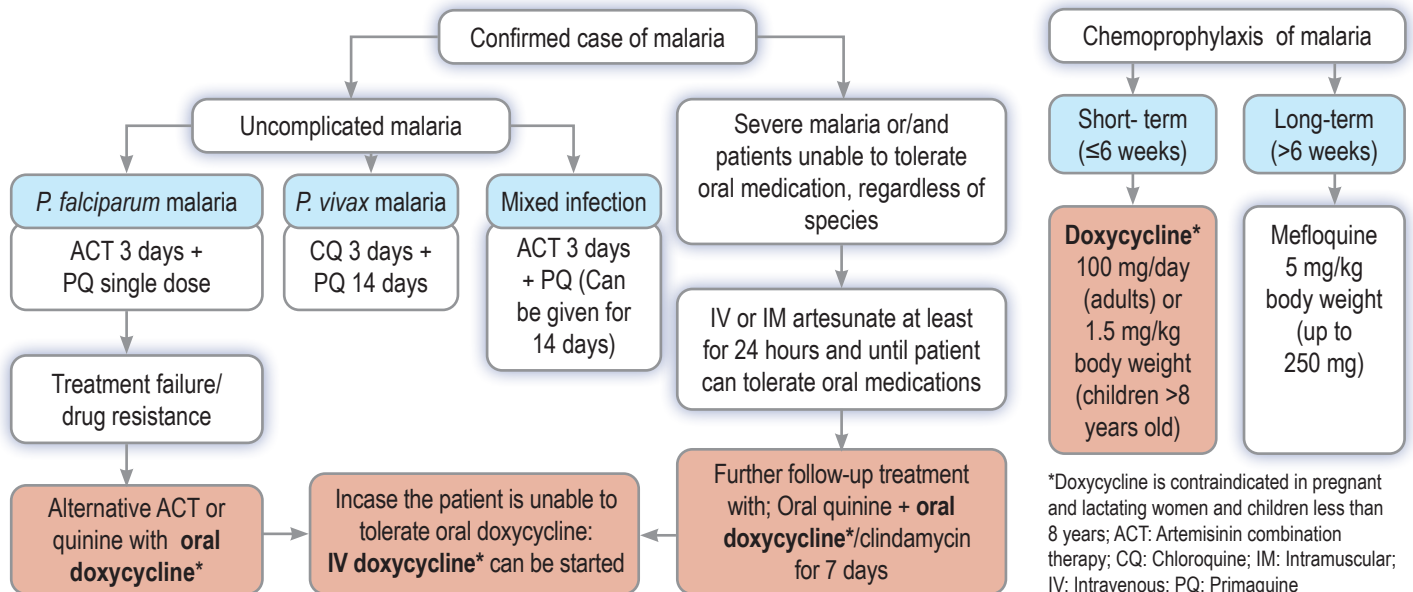 Confirmed case of malaria
Uncomplicated malaria
P. falciparum malaria
ACT 3 days +
PQ single dose
Treatment failure/
drug resistance
Alternative ACT or
quinine with oral
doxycycline*
P. vivax malaria
CQ 3 days +
PQ 14 days
Mixed infection
ACT 3 days
+ PQ (Can
be given for
14 days)
Severe malaria or/and
patients unable to tolerate
oral medication, regardless of
species
IV or IM artesunate at least
for 24 hours and until patient
can tolerate oral medications
Further follow-up treatment
with; Oral quinine + oral
doxycycline*/clindamycin
for 7 days
Incase the patient is unable to
tolerate oral doxycycline:
IV doxycycline* can be started
Chemoprophylaxis of malaria
Short- term
(≤6 weeks)
Doxycycline*
100 mg/day
(adults) or
1.5 mg/kg
body weight
(children >8
years old)
Long-term
(>6 weeks)
Mefloquine
5 mg/kg
body weight
(up to
250 mg)
*Doxycycline is contraindicated in pregnant
and lactating women and children less than
8 years; ACT: Artemisinin combination
therapy; CQ: Chloroquine; IM: Intramuscular;
IV: Intravenous; PQ: Primaquine